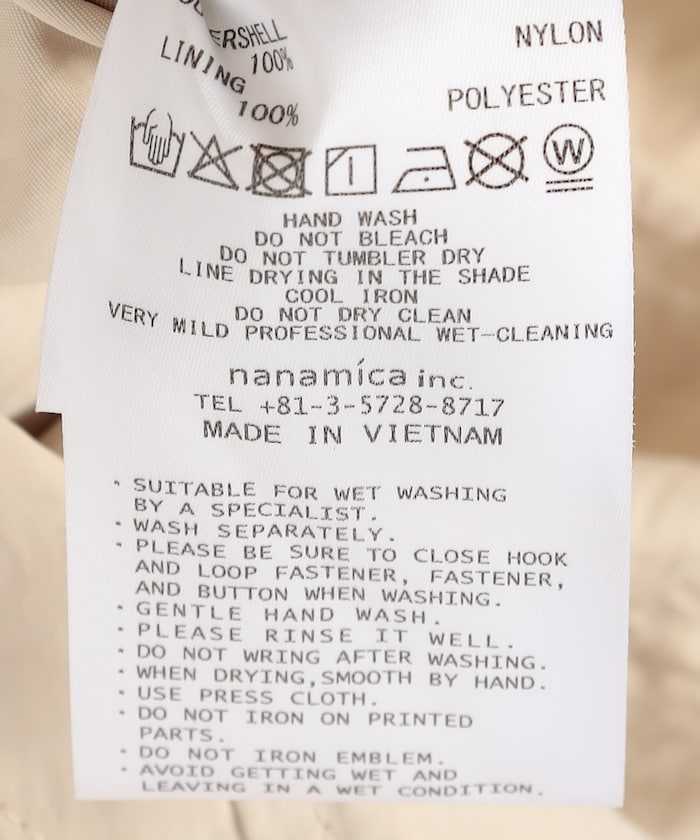 NYLON
LINING 100%
POLYESTER
100%
W
HAND WASH
DO NOT BLEACH
DO NOT TUMBLER DRY
LINE DRYING IN THE SHADE
COOL IRON
DO NOT DRY CLEAN
VERY MILD PROFESSIONAL WET-CLEANING
nanamíca inc.
TEL +81-3-5728-8717
MADE IN VIETNAM
· SUITABLE FOR WET WASHING
BY A SPECIALIST.
· WASH SEPARATELY.
· PLEASE BE SURE TO CLOSE HOOK
AND LOOP FASTENER, FASTENER,
AND BUTTON WHEN WASHING.
· GENTLE HAND WASH.
· PLEASE RINSE IT WELL.
· DO NOT WRING AFTER WASHING.
· WHEN DRYING,SMOOTH BY HAND.
· USE PRESS CLOTH.
· DO NOT IRON ON PRINTED
PARTS.
· DO NOT IRON EMBLEM.
· AVOID GETTING WET AND
LEAVING IN A WET CONDITION.